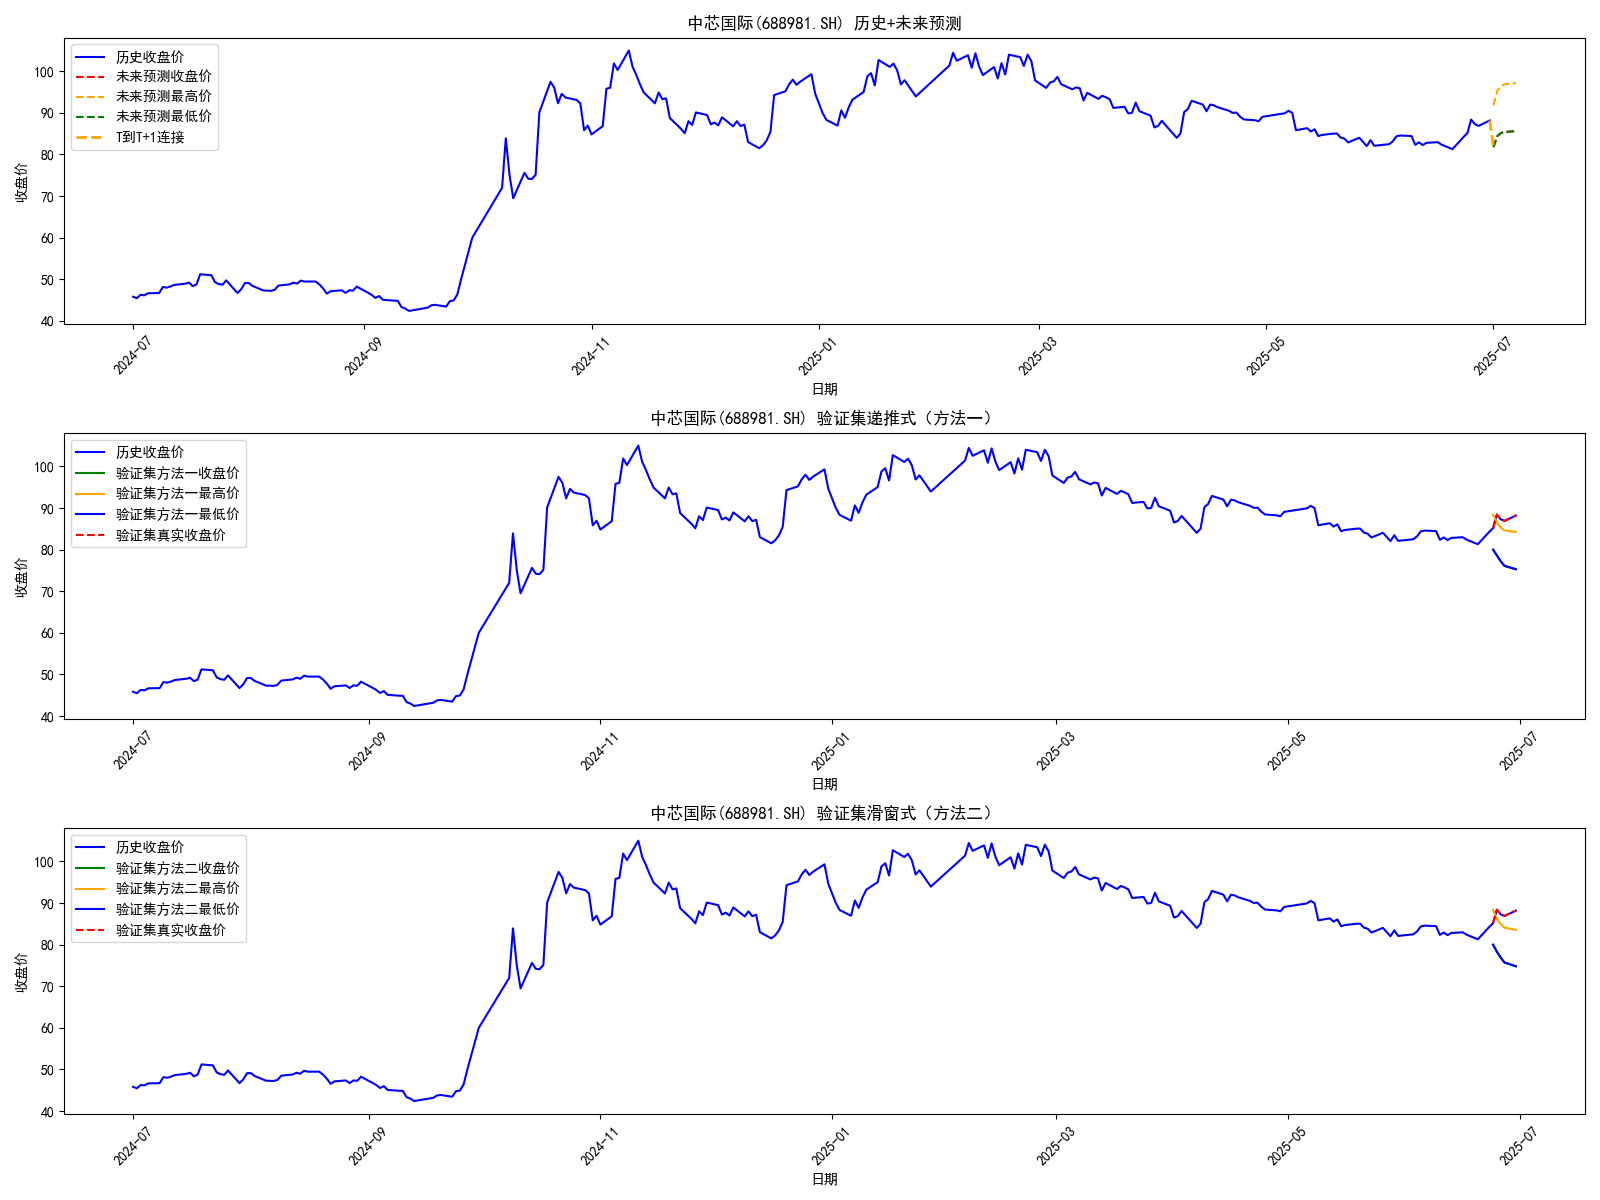 中芯国际(688981.SH) 历史+未来预测
历史收盘价
未来预测收盘价
未来预测最高价
未来预测最低价
T到T+1连接
收盘价
100
90
80
70
60
50
40
2024-07
2024-09
2024-11
2025-01
2025-03
2025-05
2025-07
日期
中芯国际(688981.SH) 验证集递推式（方法一）
历史收盘价
验证集方法一收盘价
验证集方法一最高价
验证集方法一最低价
验证集真实收盘价
收盘价
100
90
80
70
60
50
40
2024-07
2024-09
2024-11
2025-01
2025-03
2025-05
2025-07
日期
中芯国际(688981.SH) 验证集滑窗式（方法二）
历史收盘价
验证集方法二收盘价
验证集方法二最高价
验证集方法二最低价
验证集真实收盘价
收盘价
100
90
80
70
60
50
40
2024-07
2024-09
2024-11
2025-01
2025-03
2025-05
2025-07
日期